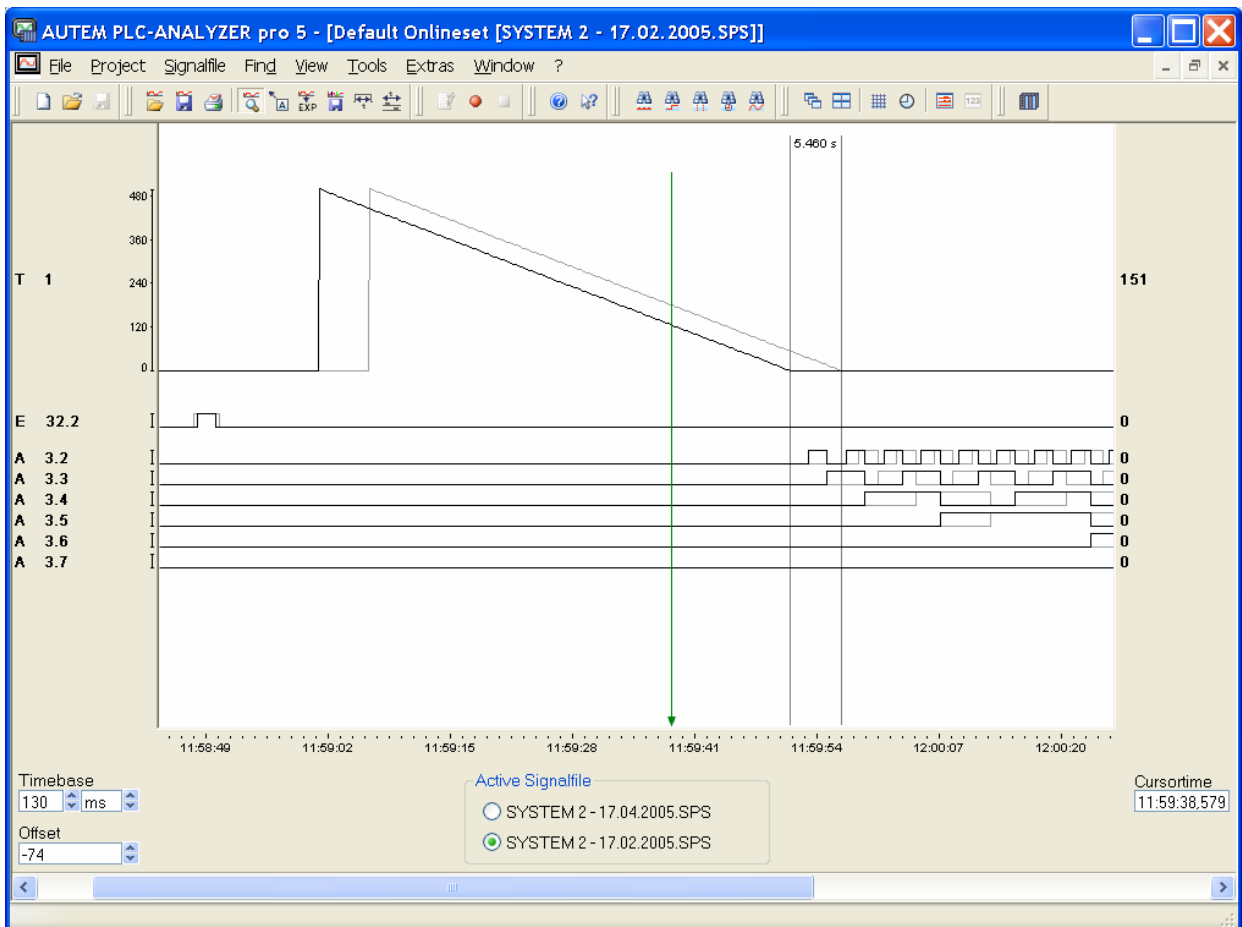 AUTEM PLC-ANALYZER pro 5 - [Default Onlineset [SYSTEM 2 - 17.02.2005.SPS]]
File Project Signalfile Find View Tools Extras Window ?
EXP
123
5.460 s
480
360
T 1 240 151
120
0
E 32.2 0
A 3.2 0
A 3.3 0
A 3.4 0
A 3.5 0
A 3.6 0
A 3.7 0
11:58:49 11:59:02 11:59:15 11:59:28 11:59:41 11:59:54 12:00:07 12:00:20
Timebase
130 ms
Offset
-74
Active Signalfile
SYSTEM 2 - 17.04.2005.SPS
SYSTEM 2 - 17.02.2005.SPS
Cursortime
11:59:38,579